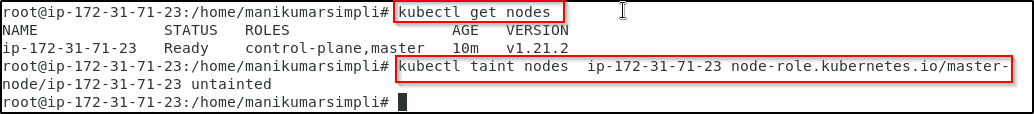 root@ip-172-31-71-23:/home/manikumarsimpli# kubectl get nodes
NAME STATUS ROLES AGE VERSION
ip-172-31-71-23 Ready control-plane,master 10m v1.21.2
root@ip-172-31-71-23:/home/manikumarsimpli# kubectl taint nodes  ip-172-31-71-23 node-role.kubernetes.io/master-
node/ip-172-31-71-23 untainted
root@ip-172-31-71-23:/home/manikumarsimpli#